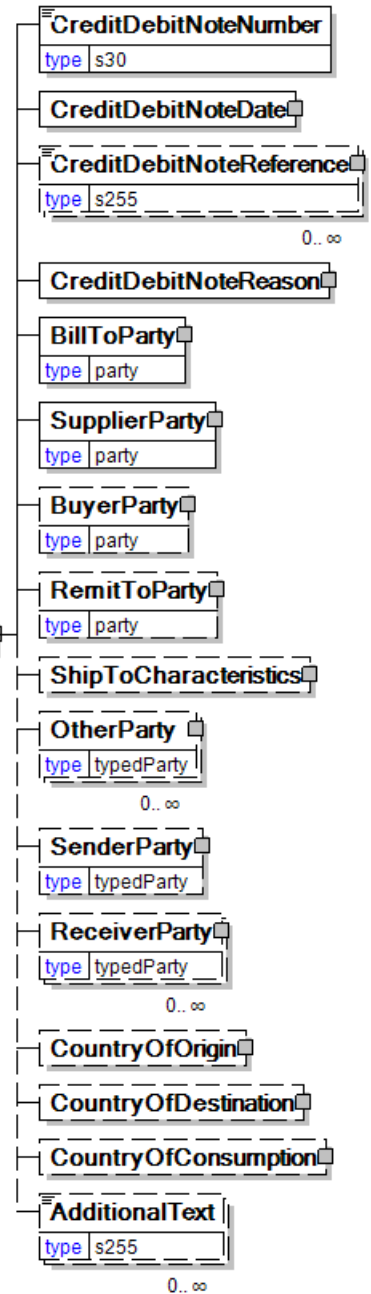 CreditDebitNoteNumber
type s30
CreditDebitNoteDate
CreditDebitNoteReference
type s255
0.. ∞
CreditDebitNoteReason
BillToParty
type party
SupplierParty
type party
BuyerParty
type party
RemitToParty
type party
ShipToCharacteristics
OtherParty
type typedParty
0.. ∞
SenderParty
type typedParty
ReceiverParty
type typedParty
0.. ∞
CountryOfOrigin
CountryOfDestination
CountryOfConsumption
AdditionalText
type s255
0.. ∞